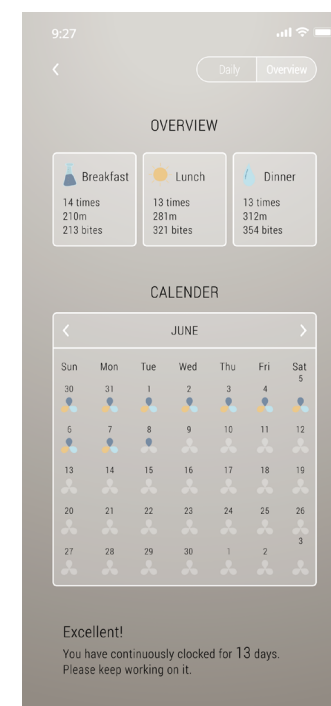 9:27
Daily Overview
OVERVIEW
Breakfast Lunch Dinner
14 times 13 times 13 times
210m 281m 312m
213 bites 321 bites 354 bites
CALENDER
JUNE
Sun Mon Tue Wed Thu Fri Sat
30 31 1 2 3 4 5
6 7 8 9 10 11 12
13 14 15 16 17 18 19
20 21 22 23 24 25 26
27 28 29 30 1 2 3
Excellent!
You have continuously clocked for 13 days.
Please keep working on it.